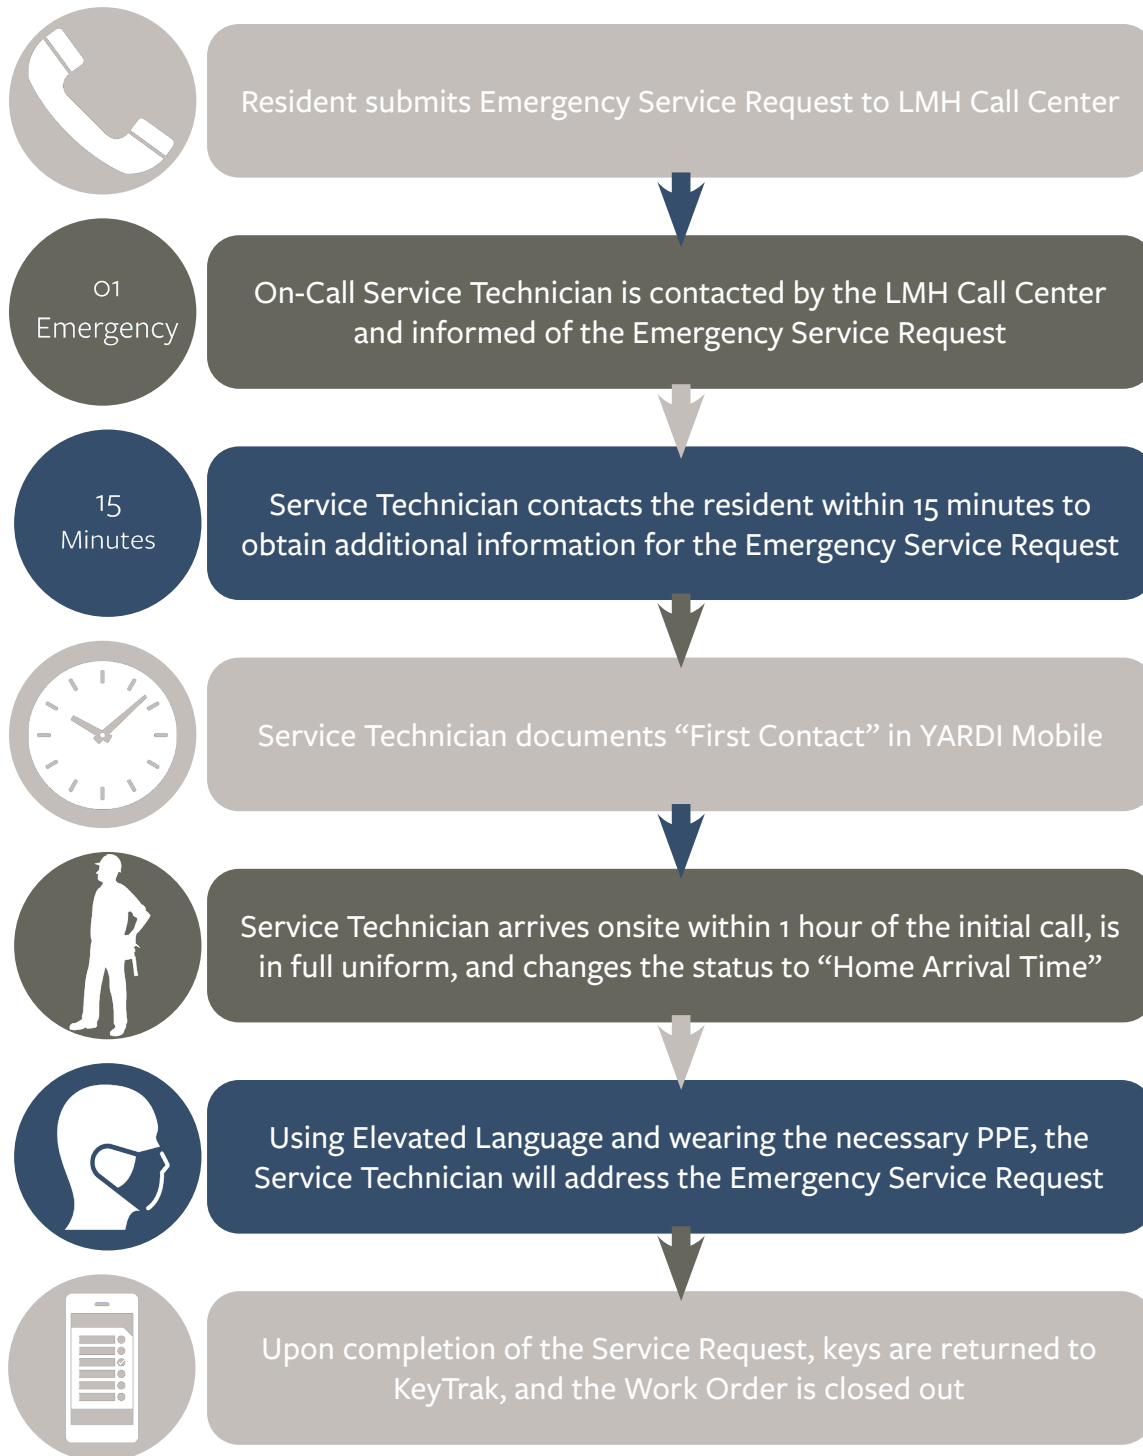 Resident submits Emergency Service Request to LMH Call Center
01
Emergency
On-Call Service Technician is contacted by the LMH Call Center
and informed of the Emergency Service Request
15
Minutes
Service Technician contacts the resident within 15 minutes to
obtain additional information for the Emergency Service Request
Service Technician documents “First Contact” in YARDI Mobile
Service Technician arrives onsite within 1 hour of the initial call, is
in full uniform, and changes the status to “Home Arrival Time”
Using Elevated Language and wearing the necessary PPE, the
Service Technician will address the Emergency Service Request
Upon completion of the Service Request, keys are returned to
KeyTrak, and the Work Order is closed out